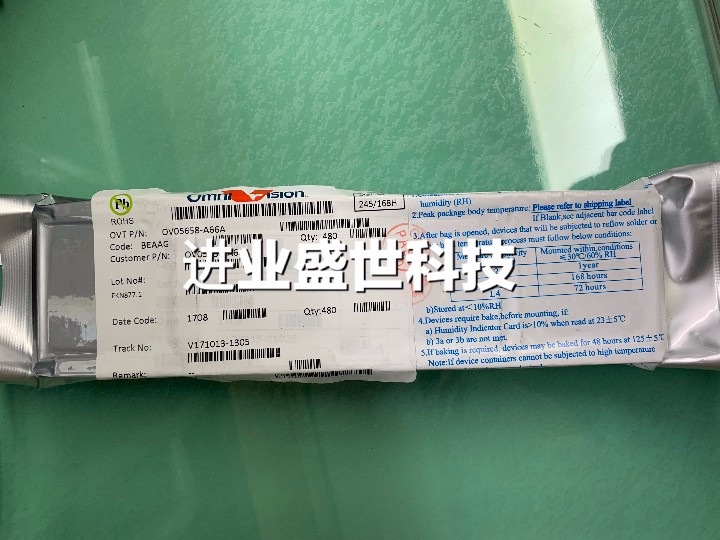 进业盛世科技
Pb
ROHS
OmniVision
245/168H
OVT P/N: OV05658-A66A
Code: BEAAG
Qty: 480
Customer P/N:
Lot No#:
FKN877.1
Qty:480
Date Code: 1708
Track No: V171013-1305
Remark:
humidity (RH)
2.Peak package body temperature: Please refer to shipping label
If Blank,see adjacent bar code label
3.After bag is opened, devices that will be subjected to reflow solder or
process must follow below conditions:
Mounted within,conditions
≤30℃/60% RH
1year
168 hours
L4 72 hours
b)Stored at<10%RH
4.Devices require bake,before mounting, if:
a) Humidity Indicator Card is>10% when read at 23±5℃
b) 3a or 3b are not met.
5.If baking is required, devices may be baked for 48 hours at 125±5℃
Note:if device containers cannot be subjected to high temperature